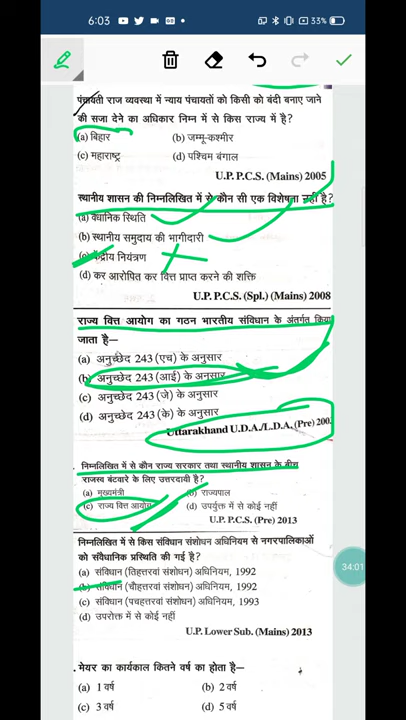 6:03
33%
पंचायती राज व्यवस्था में न्याय पंचायतों को किसी को बंदी बनाए जाने
की सजा देने का अधिकार निम्न में से किस राज्य में है?
(a) बिहार (b) जम्मू-कश्मीर
(c) महाराष्ट्र (d) पश्चिम बंगाल
U.P. P.C.S. (Mains) 2005
स्थानीय शासन की निम्नलिखित में से कौन सी एक विशेषता नहीं है?
(a) वैधानिक स्थिति
(b) स्थानीय समुदाय की भागीदारी
(c) केंद्रीय नियंत्रण
(d) कर आरोपित कर वित्त प्राप्त करने की शक्ति
U.P. P.C.S. (Spl.) (Mains) 2008
राज्य वित्त आयोग का गठन भारतीय संविधान के अंतर्गत किया
जाता है—
(a) अनुच्छेद 243 (एच) के अनुसार
(b) अनुच्छेद 243 (आई) के अनुसार
(c) अनुच्छेद 243 (जे) के अनुसार
(d) अनुच्छेद 243 (के) के अनुसार
Uttarakhand U.D.A./L.D.A. (Pre) 200
. निम्नलिखित में से कौन राज्य सरकार तथा स्थानीय शासन के बीच
राजस्व बंटवारे के लिए उत्तरदायी है?
(a) मुख्यमंत्री (b) राज्यपाल
(c) राज्य वित्त आयोग (d) उपर्युक्त में से कोई नहीं
U.P. P.C.S. (Pre) 2013
निम्नलिखित में से किस संविधान संशोधन अधिनियम से नगरपालिकाओं
को संवैधानिक प्रस्थिति की गई है?
(a) संविधान (तिहत्तरवां संशोधन) अधिनियम, 1992
(b) संविधान (चौहत्तरवां संशोधन) अधिनियम, 1992
(c) संविधान (पचहत्तरवां संशोधन) अधिनियम, 1993
(d) उपरोक्त में से कोई नहीं
U.P. Lower Sub. (Mains) 2013
34:01
. मेयर का कार्यकाल कितने वर्ष का होता है—
(a) 1 वर्ष (b) 2 वर्ष
(c) 3 वर्ष (d) 5 वर्ष